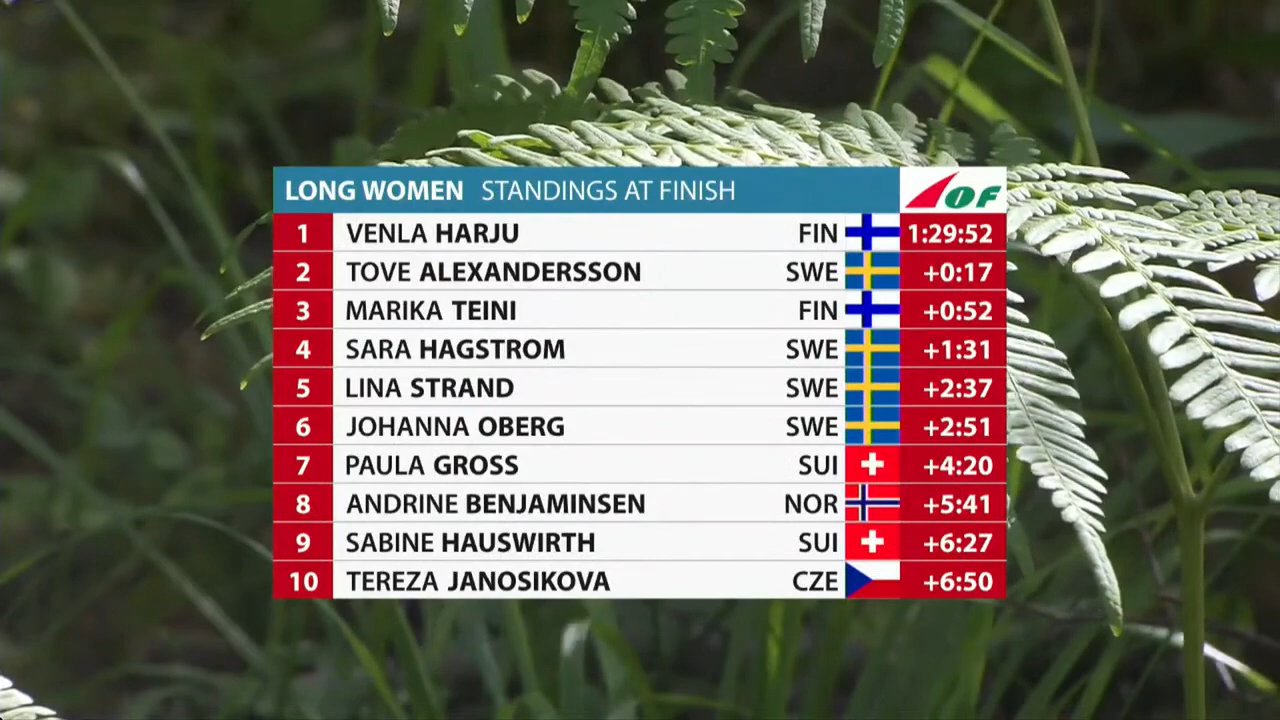 LONG WOMEN STANDINGS AT FINISH IOF
1 VENLA HARJU FIN 1:29:52
2 TOVE ALEXANDERSSON SWE +0:17
3 MARIKA TEINI FIN +0:52
4 SARA HAGSTROM SWE +1:31
5 LINA STRAND SWE +2:37
6 JOHANNA OBERG SWE +2:51
7 PAULA GROSS SUI +4:20
8 ANDRINE BENJAMINSEN NOR +5:41
9 SABINE HAUSWIRTH SUI +6:27
10 TEREZA JANOSIKOVA CZE +6:50